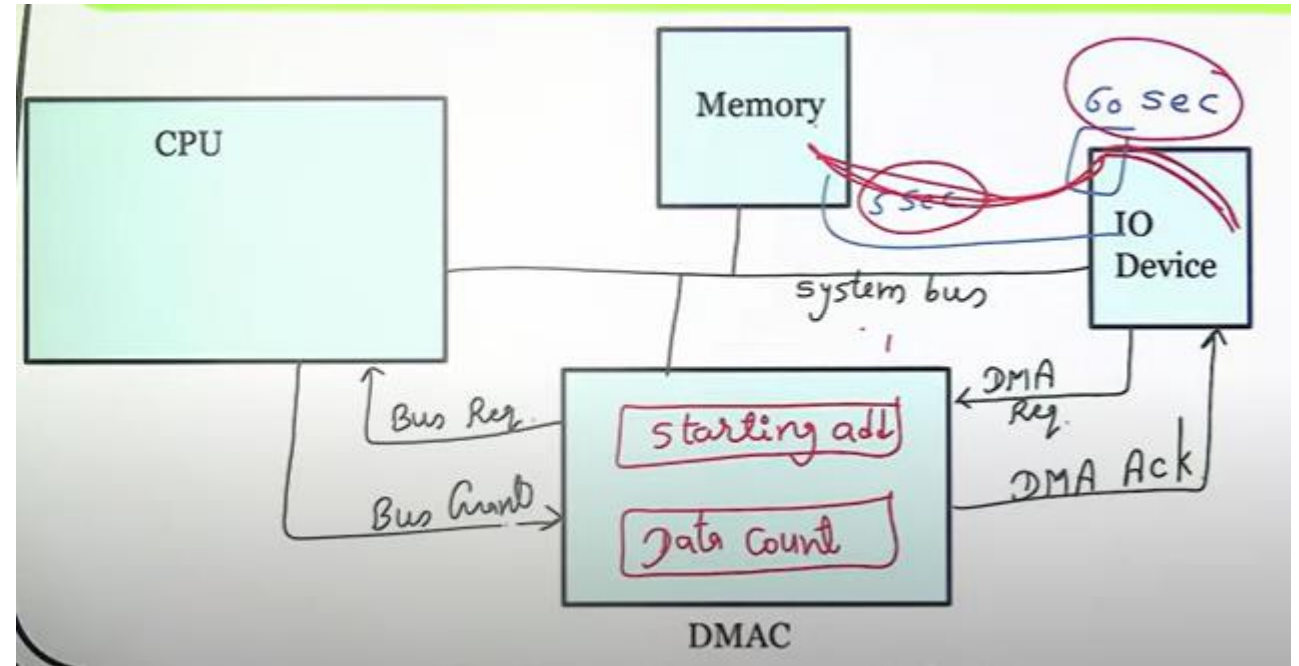 CPU
Memory
60 sec
5 sec
IO
Device
system bus
Bus Req.
Bus Grant
DMA
Req.
DMA Ack
Starting add
Data Count
DMAC